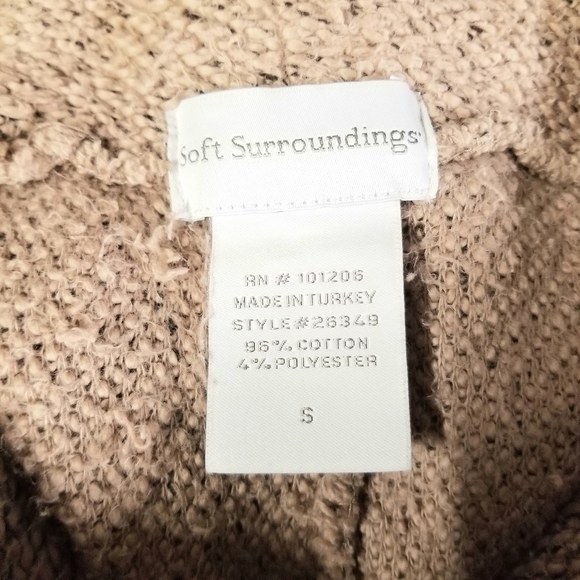 Soft Surroundings
RN # 101206
MADE IN TURKEY
STYLE#26349
96% COTTON
4% POLYESTER
S